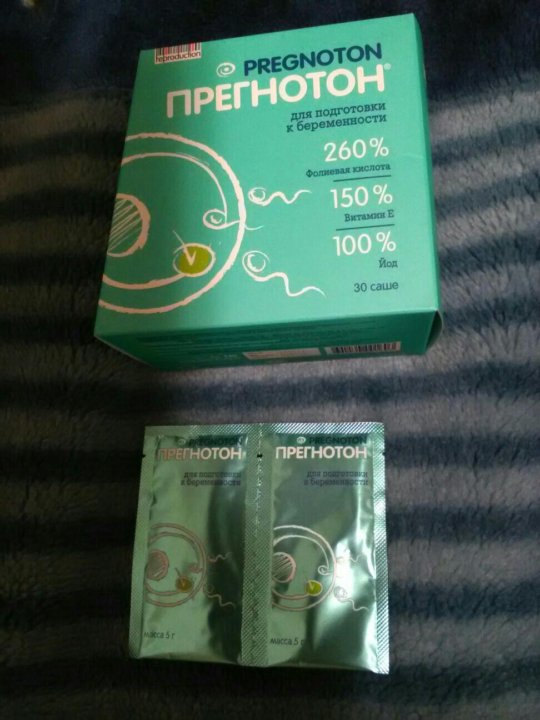 reproduction
PREGNOTON
ПРЕГНОТОН®
для подготовки
к беременности
260%
Фолиевая кислота
150%
Витамин Е
100%
Йод
30 саше
PREGNOTON
ПРЕГНОТОН
для подготовки
к беременности
масса 5 г
PREGNOTON
ПРЕГНОТОН
для подготовки
к беременности
масса 5 г